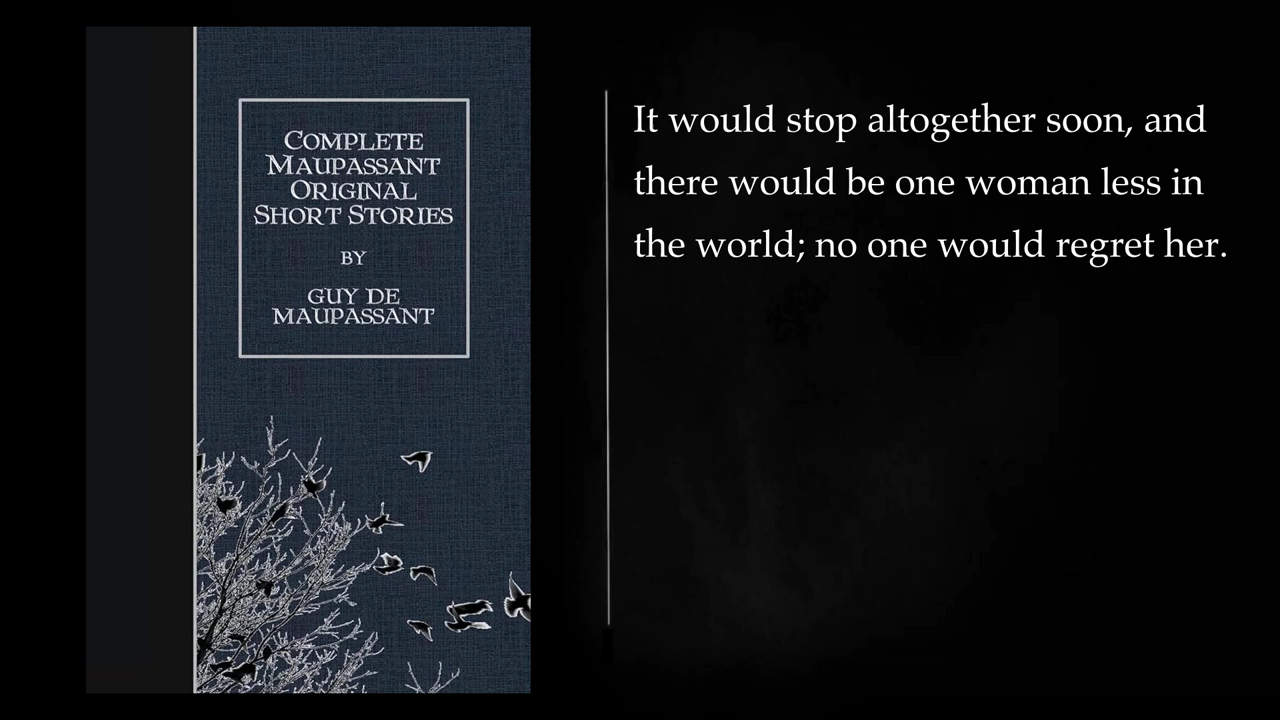 COMPLETE
MAUPASSANT
ORIGINAL
SHORT STORIES
BY
GUY DE
MAUPASSANT
It would stop altogether soon, and
there would be one woman less in
the world; no one would regret her.